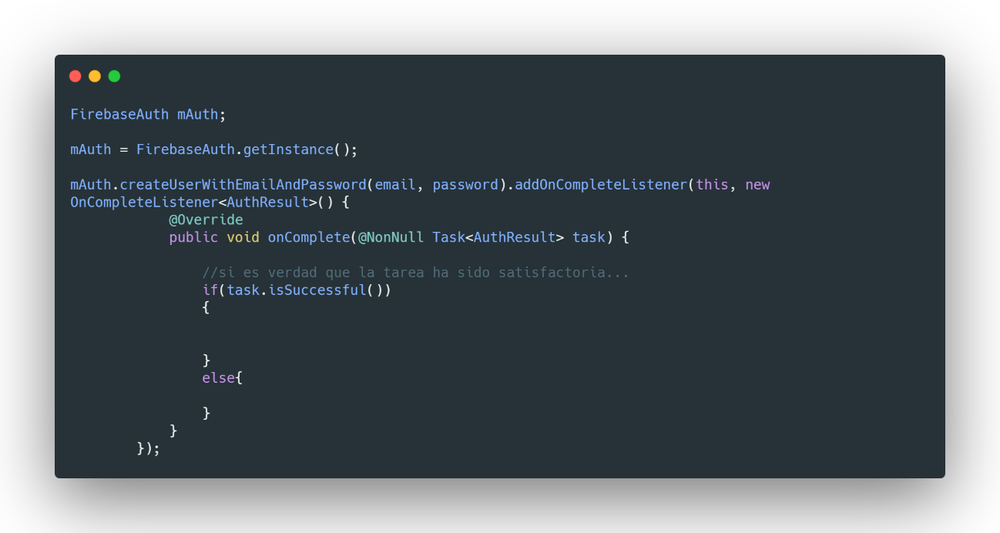 FirebaseAuth mAuth;
mAuth = FirebaseAuth.getInstance();
mAuth.createUserWithEmailAndPassword(email, password).addOnCompleteListener(this, new
OnCompleteListener<AuthResult>() {
@Override
public void onComplete(@NonNull Task<AuthResult> task) {
//si es verdad que la tarea ha sido satisfactoria...
if(task.isSuccessful())
{
}
else{
}
}
});